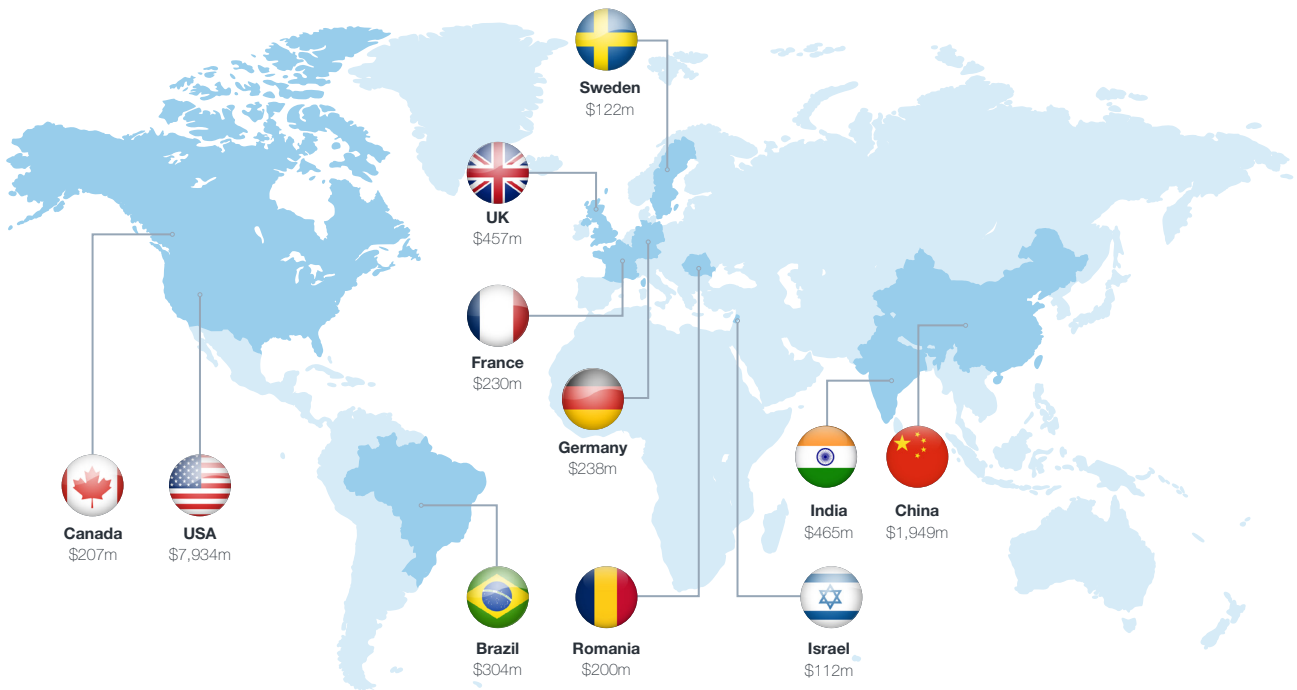 Sweden
$122m
UK
$457m
France
$230m
Germany
$238m
Canada
$207m
USA
$7,934m
India
$465m
China
$1,949m
Brazil
$304m
Romania
$200m
Israel
$112m